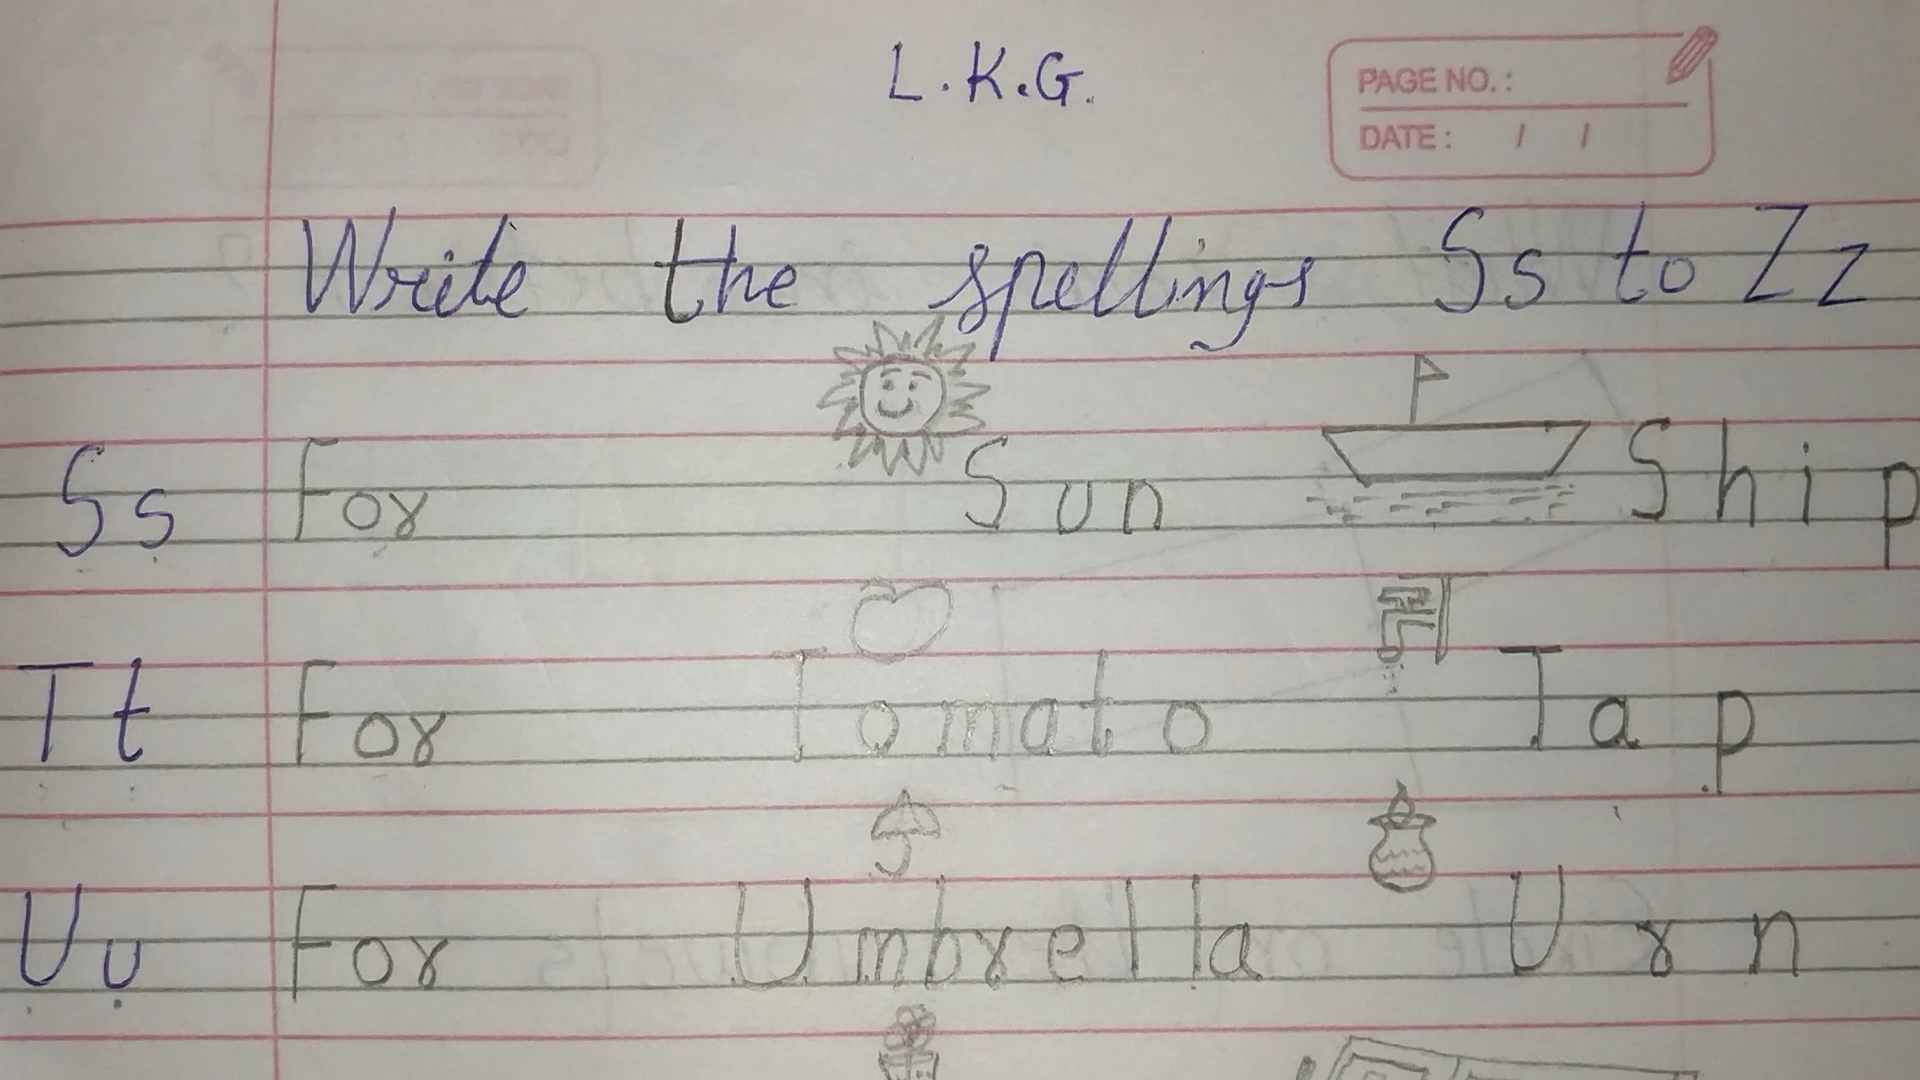 L.K.G.
PAGE NO.:
DATE: / /
Write the spellings Ss to Zz
Ss For Sun Ship
Tt For Tomato Tap
Uu For Umbrella Urn